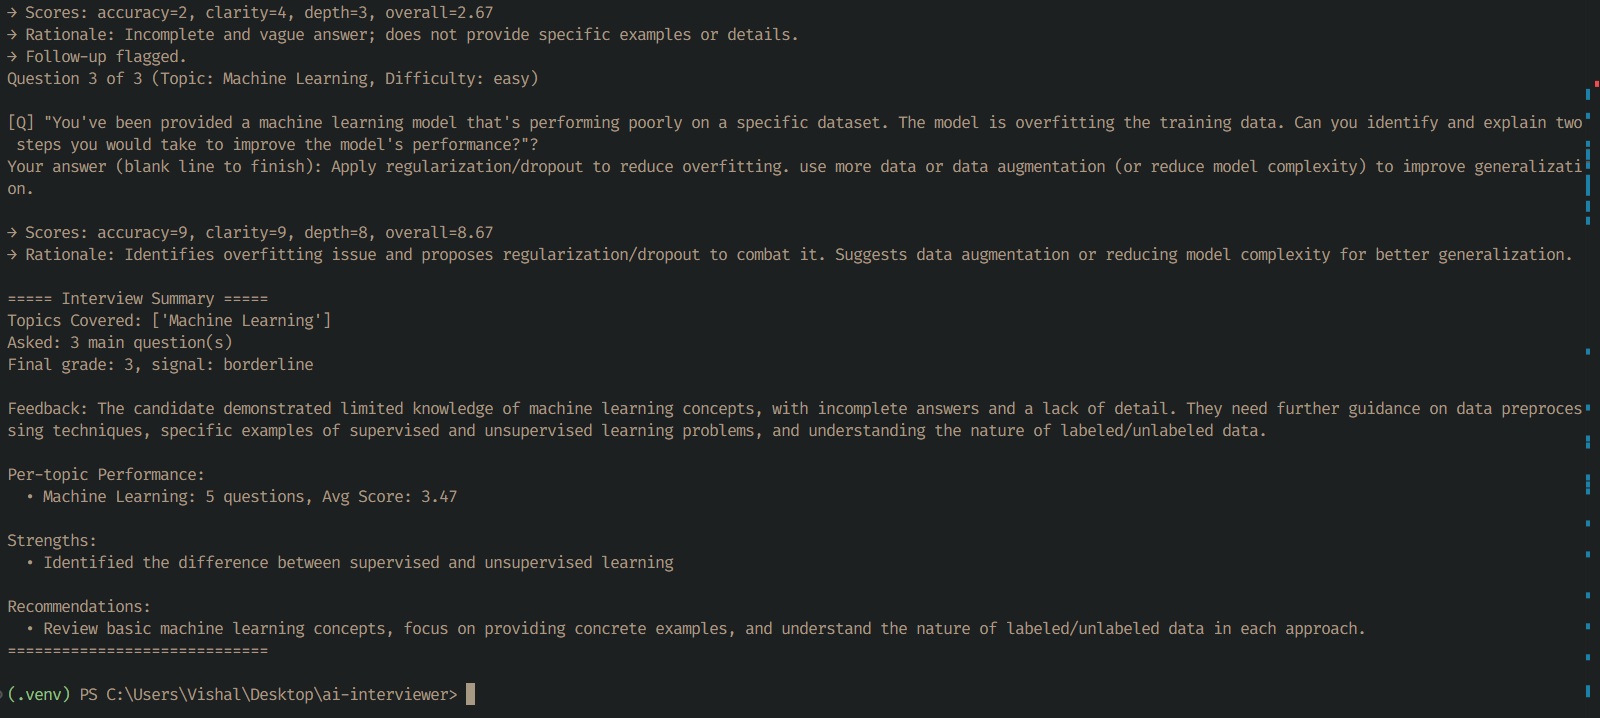 → Scores: accuracy=2, clarity=4, depth=3, overall=2.67
→ Rationale: Incomplete and vague answer; does not provide specific examples or details.
→ Follow-up flagged.
Question 3 of 3 (Topic: Machine Learning, Difficulty: easy)
[Q] "You've been provided a machine learning model that's performing poorly on a specific dataset. The model is overfitting the training data. Can you identify and explain two
steps you would take to improve the model's performance?"?
Your answer (blank line to finish): Apply regularization/dropout to reduce overfitting. use more data or data augmentation (or reduce model complexity) to improve generalizati
on.
→ Scores: accuracy=9, clarity=9, depth=8, overall=8.67
→ Rationale: Identifies overfitting issue and proposes regularization/dropout to combat it. Suggests data augmentation or reducing model complexity for better generalization.
===== Interview Summary =====
Topics Covered: ['Machine Learning']
Asked: 3 main question(s)
Final grade: 3, signal: borderline
Feedback: The candidate demonstrated limited knowledge of machine learning concepts, with incomplete answers and a lack of detail. They need further guidance on data preproces
sing techniques, specific examples of supervised and unsupervised learning problems, and understanding the nature of labeled/unlabeled data.
Per-topic Performance:
• Machine Learning: 5 questions, Avg Score: 3.47
Strengths:
• Identified the difference between supervised and unsupervised learning
Recommendations:
• Review basic machine learning concepts, focus on providing concrete examples, and understand the nature of labeled/unlabeled data in each approach.
=============================
(.venv) PS C:\Users\Vishal\Desktop\ai-interviewer>